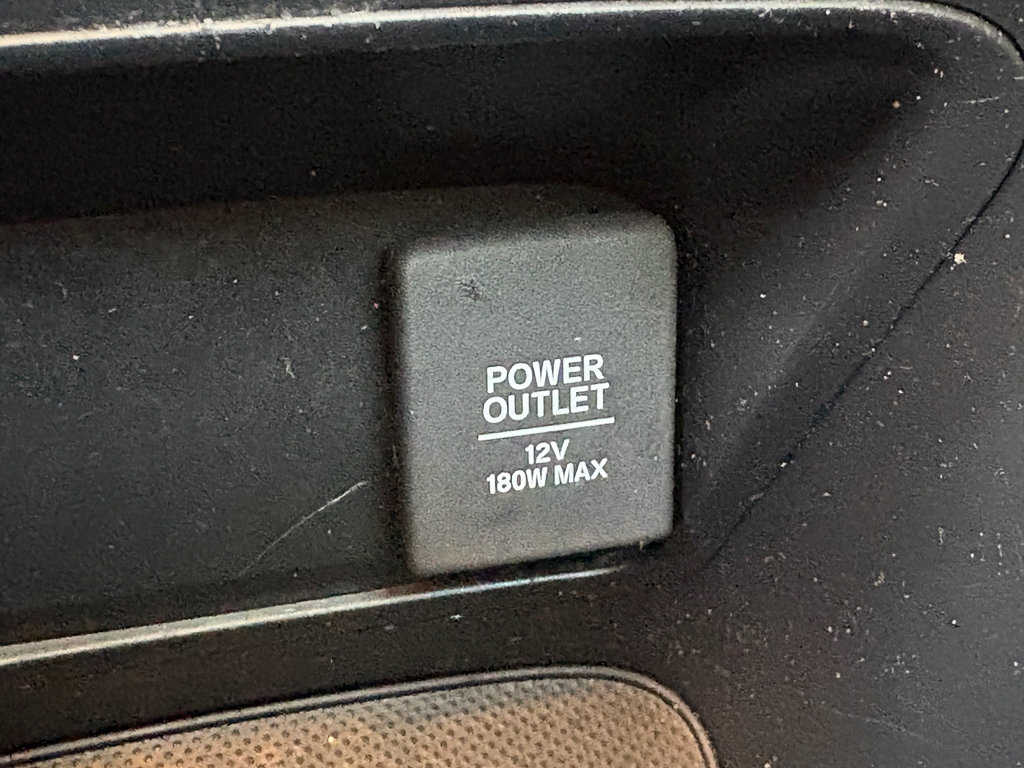 POWER
OUTLET
12V
180W MAX